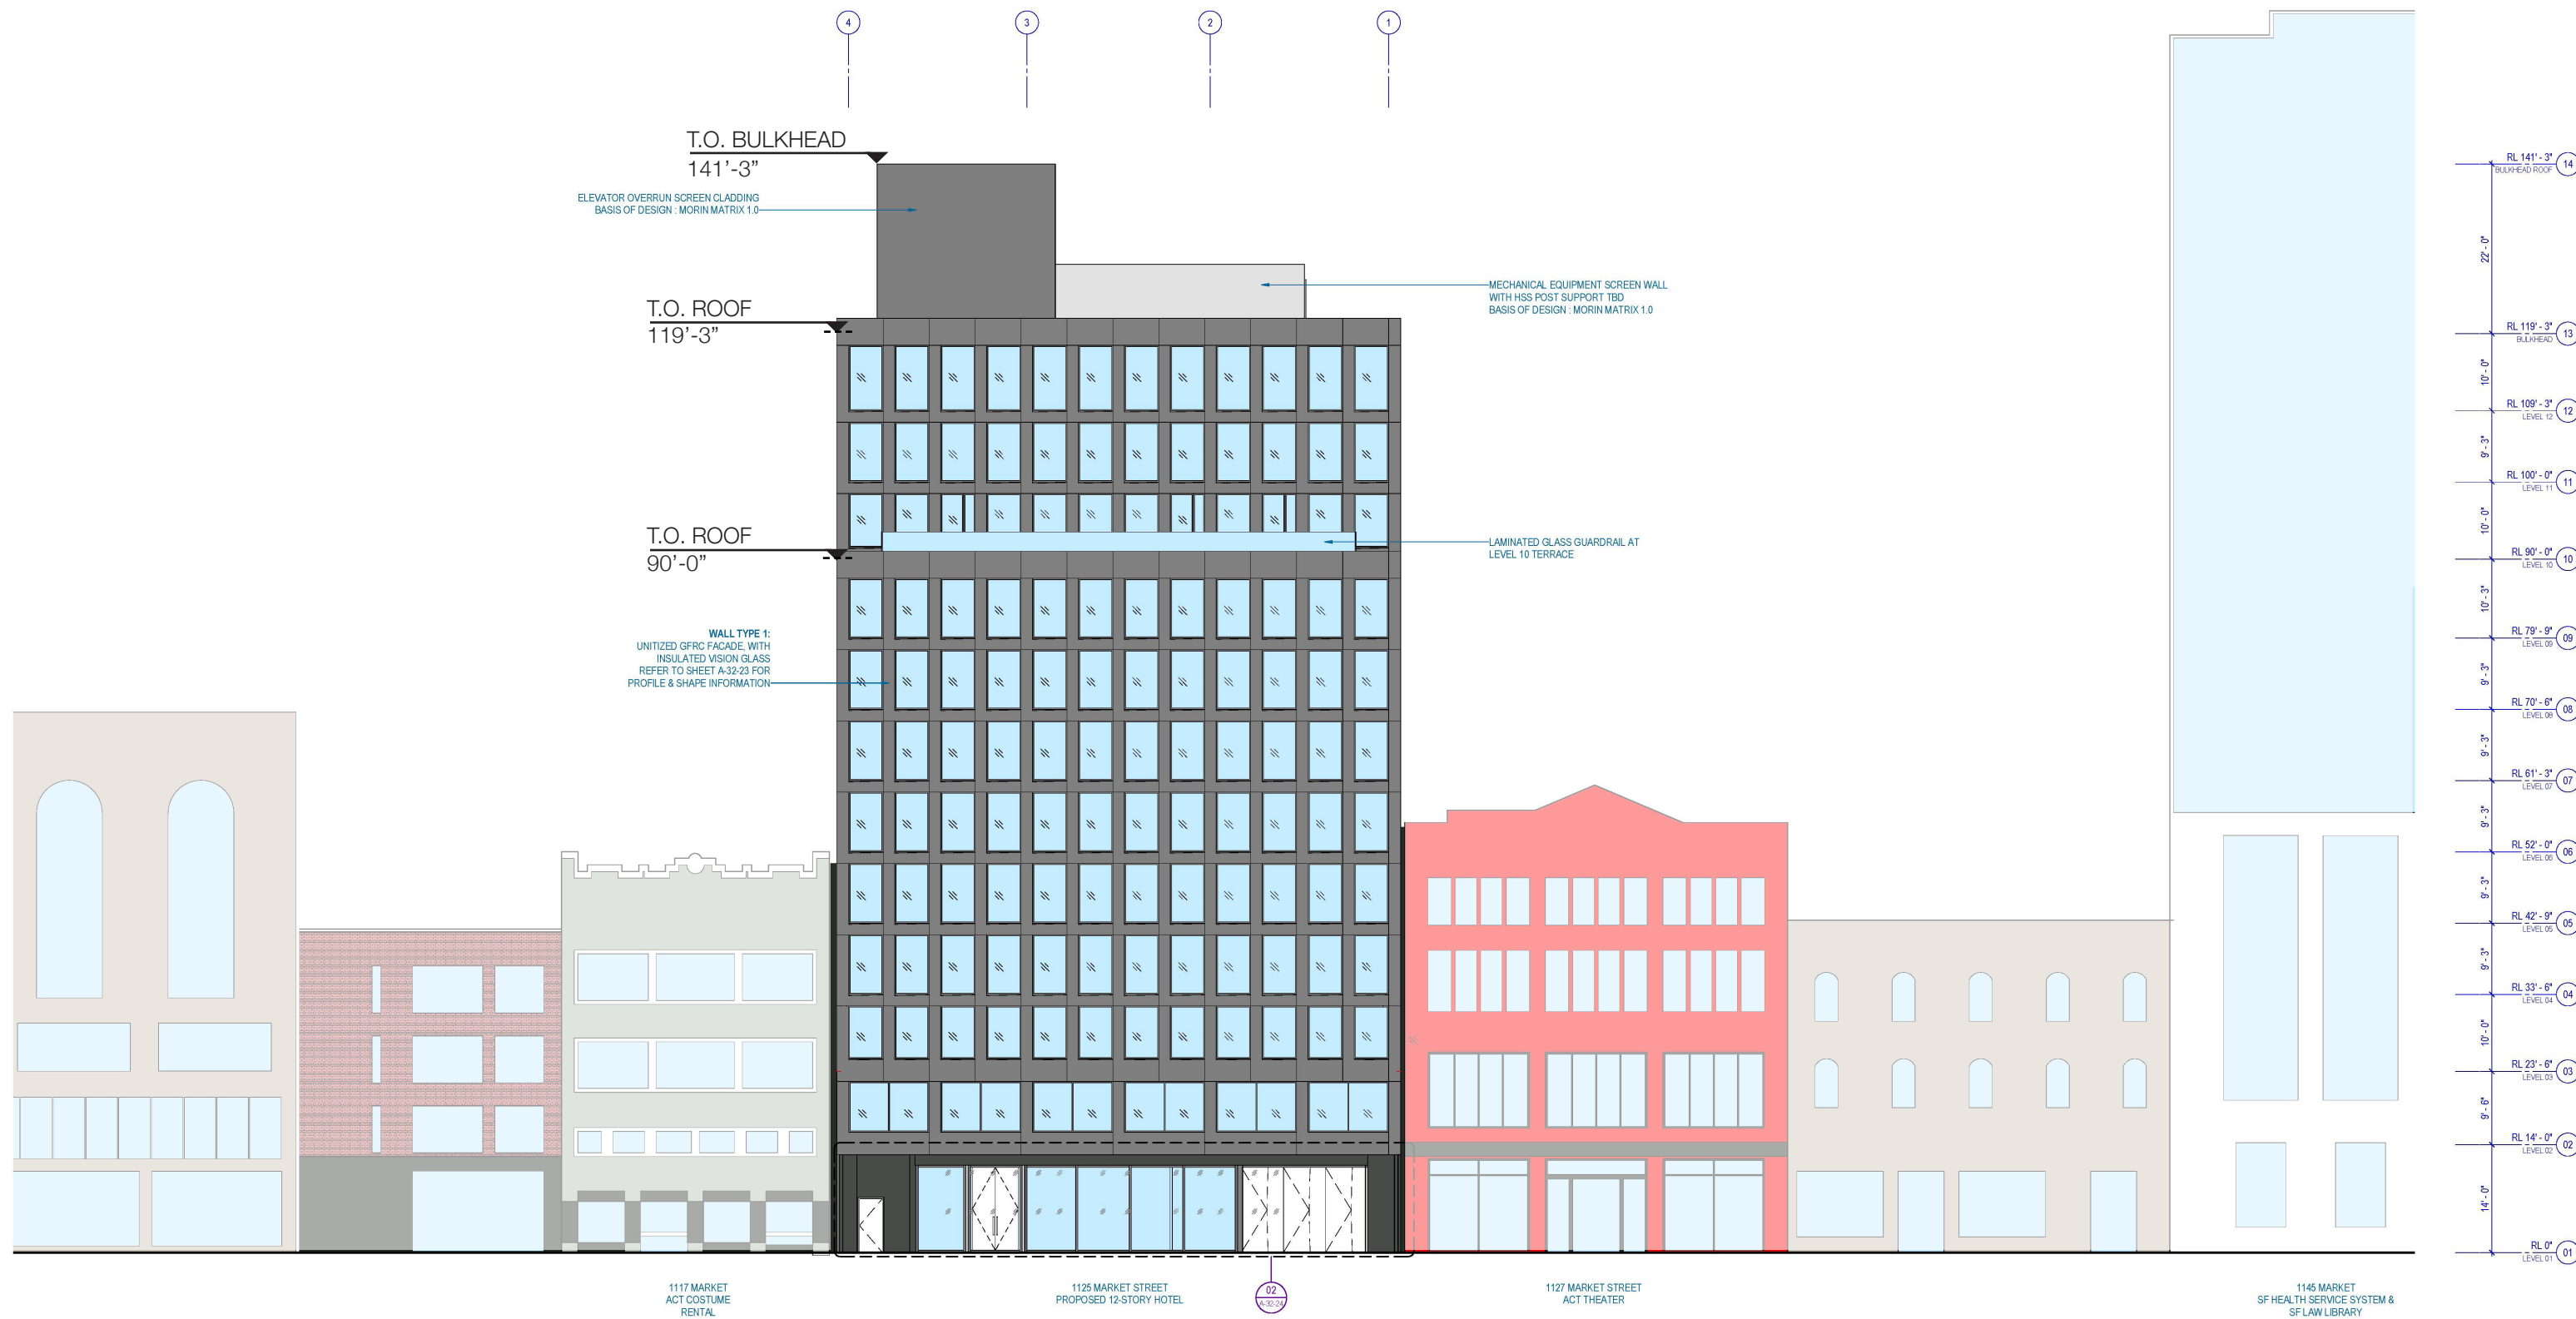 4
3
2
1
T.O. BULKHEAD
141'-3"
ELEVATOR OVERRUN SCREEN CLADDING
BASIS OF DESIGN : MORIN MATRIX 1.0
MECHANICAL EQUIPMENT SCREEN WALL
WITH HSS POST SUPPORT TBD
BASIS OF DESIGN : MORIN MATRIX 1.0
T.O. ROOF
119'-3"
T.O. ROOF
90'-0"
LAMINATED GLASS GUARDRAIL AT
LEVEL 10 TERRACE
WALL TYPE 1:
UNITIZED GFRC FACADE, WITH
INSULATED VISION GLASS
REFER TO SHEET A-32-23 FOR
PROFILE & SHAPE INFORMATION
RL 141' - 3"
BULKHEAD ROOF
14
22' - 0"
RL 119' - 3"
BULKHEAD
13
10' - 0"
RL 109' - 3"
LEVEL 12
12
9' - 3"
RL 100' - 0"
LEVEL 11
11
10' - 0"
RL 90' - 0"
LEVEL 10
10
10' - 3"
RL 79' - 9"
LEVEL 09
09
9' - 3"
RL 70' - 6"
LEVEL 08
08
9' - 3"
RL 61' - 3"
LEVEL 07
07
9' - 3"
RL 52' - 0"
LEVEL 06
06
9' - 3"
RL 42' - 9"
LEVEL 05
05
9' - 3"
RL 33' - 6"
LEVEL 04
04
10' - 0"
RL 23' - 6"
LEVEL 03
03
9' - 6"
RL 14' - 0"
LEVEL 02
02
14' - 0"
RL 0"
LEVEL 01
01
1117 MARKET
ACT COSTUME
RENTAL
1125 MARKET STREET
PROPOSED 12-STORY HOTEL
02
A-32-24
1127 MARKET STREET
ACT THEATER
1145 MARKET
SF HEALTH SERVICE SYSTEM &
SF LAW LIBRARY